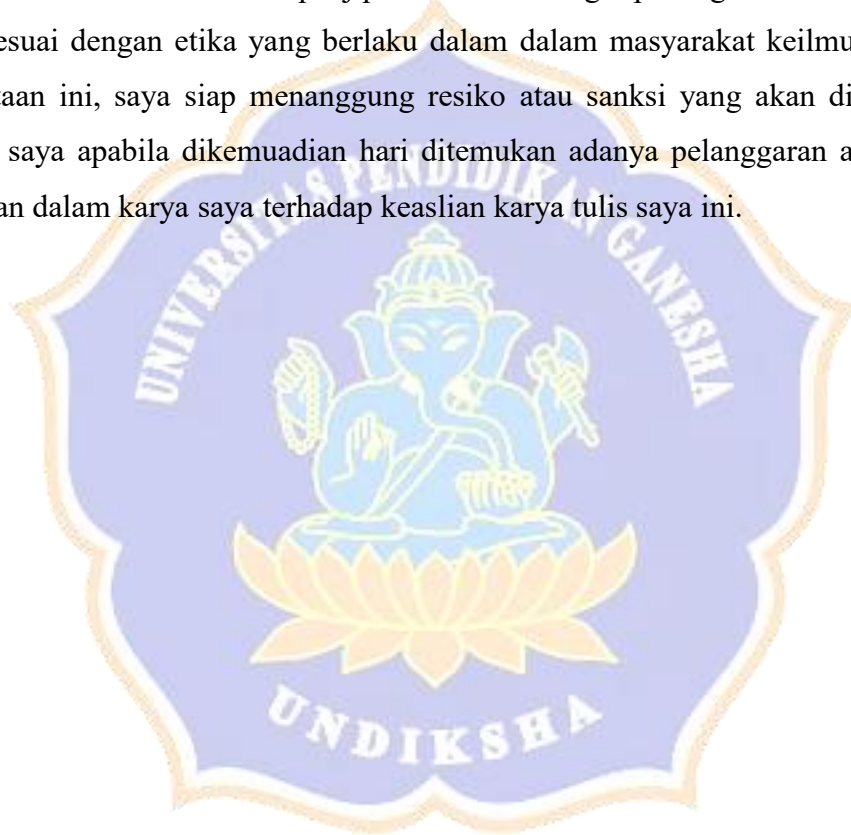 esuai dengan etika yang berlaku dalam dalam masyarakat keilmu
taan ini, saya siap menanggung resiko atau sanksi yang akan di
saya apabila dikemuadian hari ditemukan adanya pelanggaran a
an dalam karya saya terhadap keaslian karya tulis saya ini.
UNIVERSITAS PENDIDIKAN GANESHA
UNDIKSHA